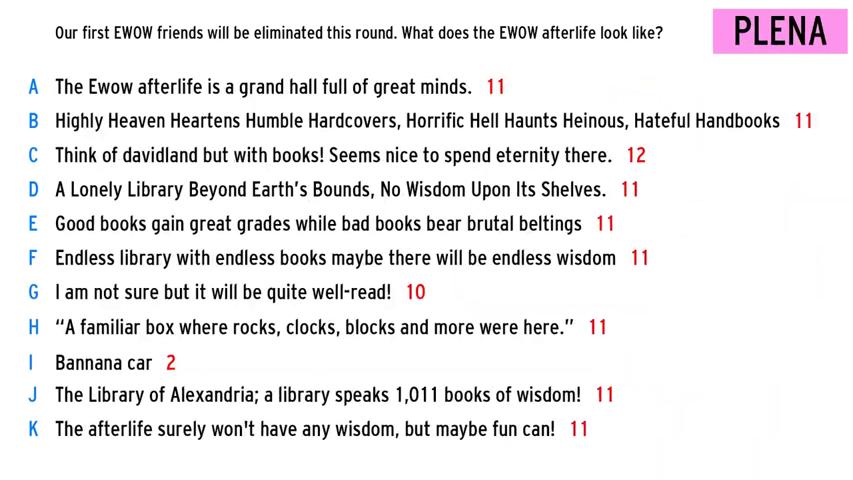 Our first EWOW friends will be eliminated this round. What does the EWOW afterlife look like?
PLENA
A The Ewow afterlife is a grand hall full of great minds. 11
B Highly Heaven Heartens Humble Hardcovers, Horrific Hell Haunts Heinous, Hateful Handbooks 11
C Think of davidland but with books! Seems nice to spend eternity there. 12
D A Lonely Library Beyond Earth's Bounds, No Wisdom Upon Its Shelves. 11
E Good books gain great grades while bad books bear brutal beltings 11
F Endless library with endless books maybe there will be endless wisdom 11
G I am not sure but it will be quite well-read! 10
H “A familiar box where rocks, clocks, blocks and more were here.” 11
I Bannana car 2
J The Library of Alexandria; a library speaks 1,011 books of wisdom! 11
K The afterlife surely won't have any wisdom, but maybe fun can! 11